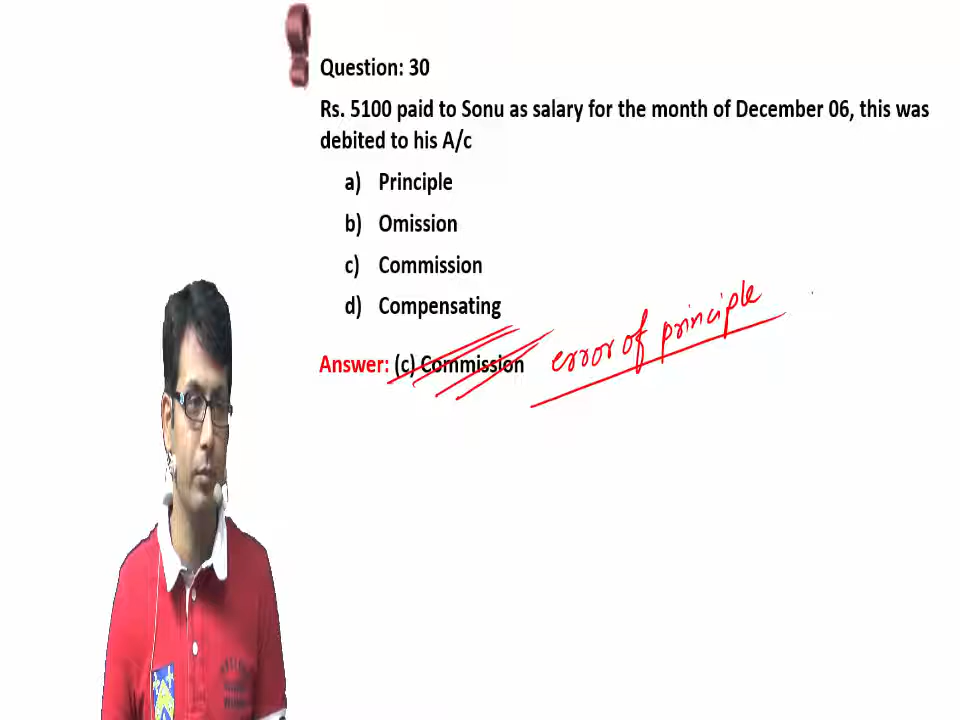 Question: 30
Rs. 5100 paid to Sonu as salary for the month of December 06, this was
debited to his A/c
a) Principle
b) Omission
c) Commission
d) Compensating
Answer: (c) Commission error of principle